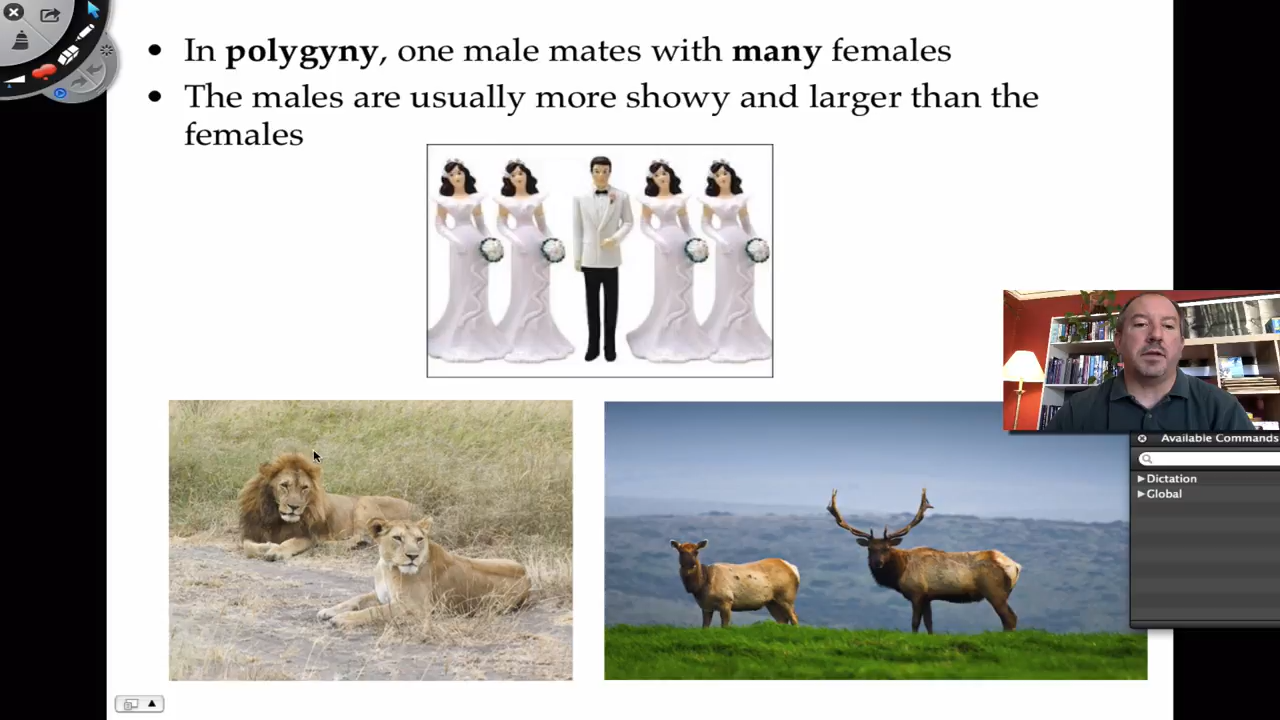 • In polygyny, one male mates with many females
• The males are usually more showy and larger than the
females
Available Commands
Dictation
Global